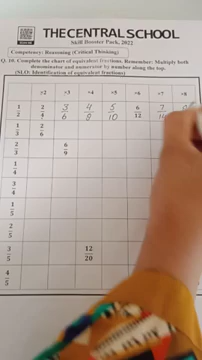 THE CENTRAL SCHOOL
Skill Booster Pack, 2022
Competency: Reasoning (Critical Thinking)
Q. 10. Complete the chart of equivalent fractions. Remember: Multiply both
denominator and numerator by number along the top.
(SLO: Identification of equivalent fractions)
×2 ×3 ×4 ×5 ×6 ×7 ×8
1/2 2/4 3/6 4/8 5/10 6/12 7/14
1/3 2/6
2/3 6/9
1/4
3/4
1/5
2/5
3/5 12/20
4/5